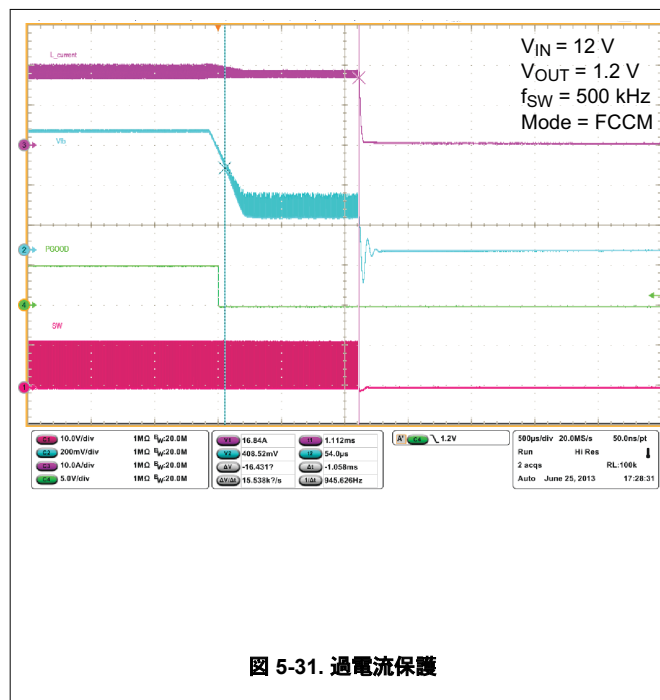 L_current
V_IN = 12 V
V_OUT = 1.2 V
f_SW = 500 kHz
Mode = FCCM
3
Vfb
2
PGOOD
4
SW
1
C1 10.0V/div 1MΩ B_W:20.0M
C2 200mV/div 1MΩ B_W:20.0M
C3 10.0A/div 1MΩ B_W:20.0M
C4 5.0V/div 1MΩ B_W:20.0M
V1 16.84A t1 1.112ms
V2 408.52mV t2 54.0µs
ΔV -16.431? Δt -1.058ms
ΔV/Δt 15.538k?/s 1/Δt 945.626Hz
A' C4 1.2V
500µs/div 20.0MS/s 50.0ns/pt
Run Hi Res
2 acqs RL:100k
Auto June 25, 2013 17:28:31
図 5-31. 過電流保護